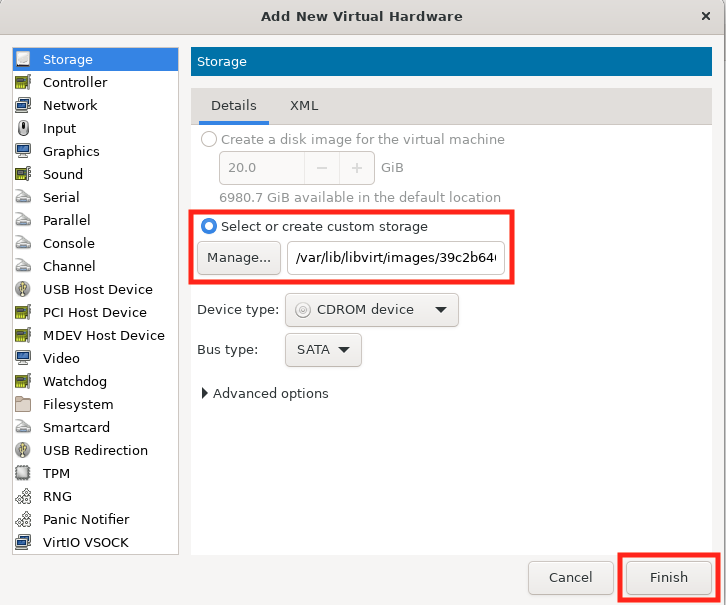 Add New Virtual Hardware
Storage
Controller
Network
Input
Graphics
Sound
Serial
Parallel
Console
Channel
USB Host Device
PCI Host Device
MDEV Host Device
Video
Watchdog
Filesystem
Smartcard
USB Redirection
TPM
RNG
Panic Notifier
VirtIO VSOCK
Storage
Details XML
Create a disk image for the virtual machine
20.0 − + GiB
6980.7 GiB available in the default location
Select or create custom storage
Manage... /var/lib/libvirt/images/39c2b64
Device type: CDROM device
Bus type: SATA
Advanced options
Cancel Finish